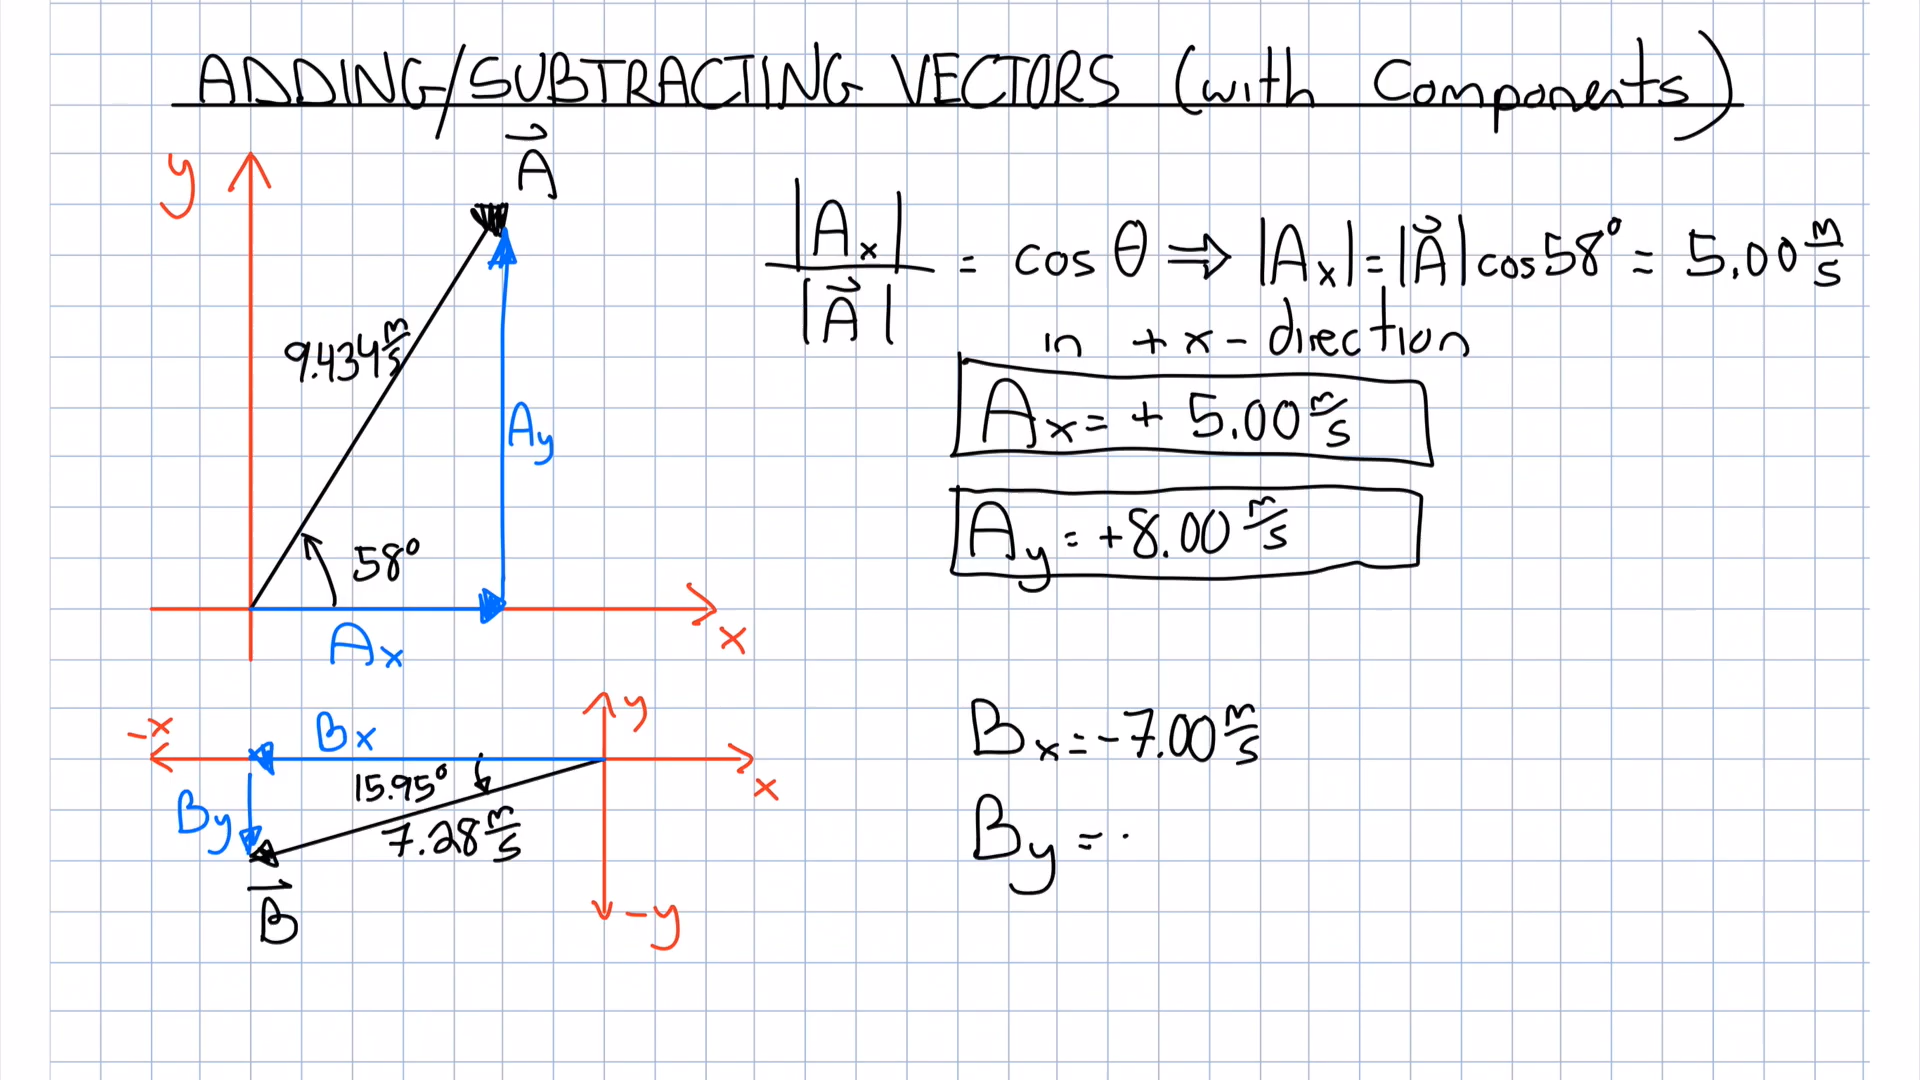 ADDING/SUBTRACTING VECTORS (with Components)
y
A⃗
|Aₓ| / |A⃗| = cos θ ⇒ |Aₓ| = |A⃗| cos 58° = 5.00 m/s
in + x - direction
9.434 m/s
Aₓ = + 5.00 m/s
Ay
Ay = +8.00 m/s
58°
Aₓ
x
-x
Bₓ
y
Bₓ = -7.00 m/s
15.95°
x
By
7.28 m/s
By = -
B⃗
-y